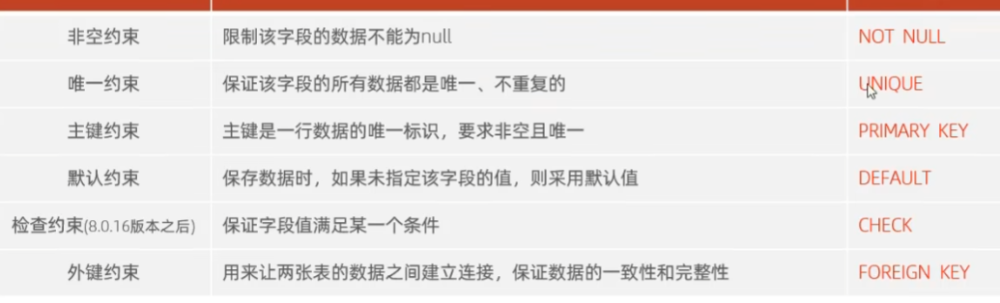 非空约束 限制该字段的数据不能为null NOT NULL
唯一约束 保证该字段的所有数据都是唯一、不重复的 UNIQUE
主键约束 主键是一行数据的唯一标识，要求非空且唯一 PRIMARY KEY
默认约束 保存数据时，如果未指定该字段的值，则采用默认值 DEFAULT
检查约束(8.0.16版本之后) 保证字段值满足某一个条件 CHECK
外键约束 用来让两张表的数据之间建立连接，保证数据的一致性和完整性 FOREIGN KEY